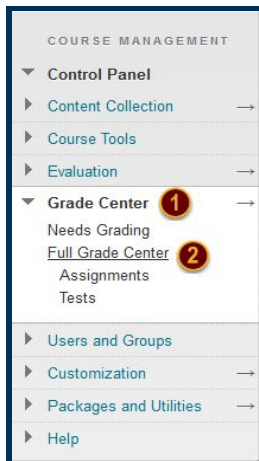 COURSE MANAGEMENT
Control Panel
Content Collection →
Course Tools
Evaluation →
Grade Center 1 →
Needs Grading
Full Grade Center 2
Assignments
Tests
Users and Groups
Customization →
Packages and Utilities →
Help